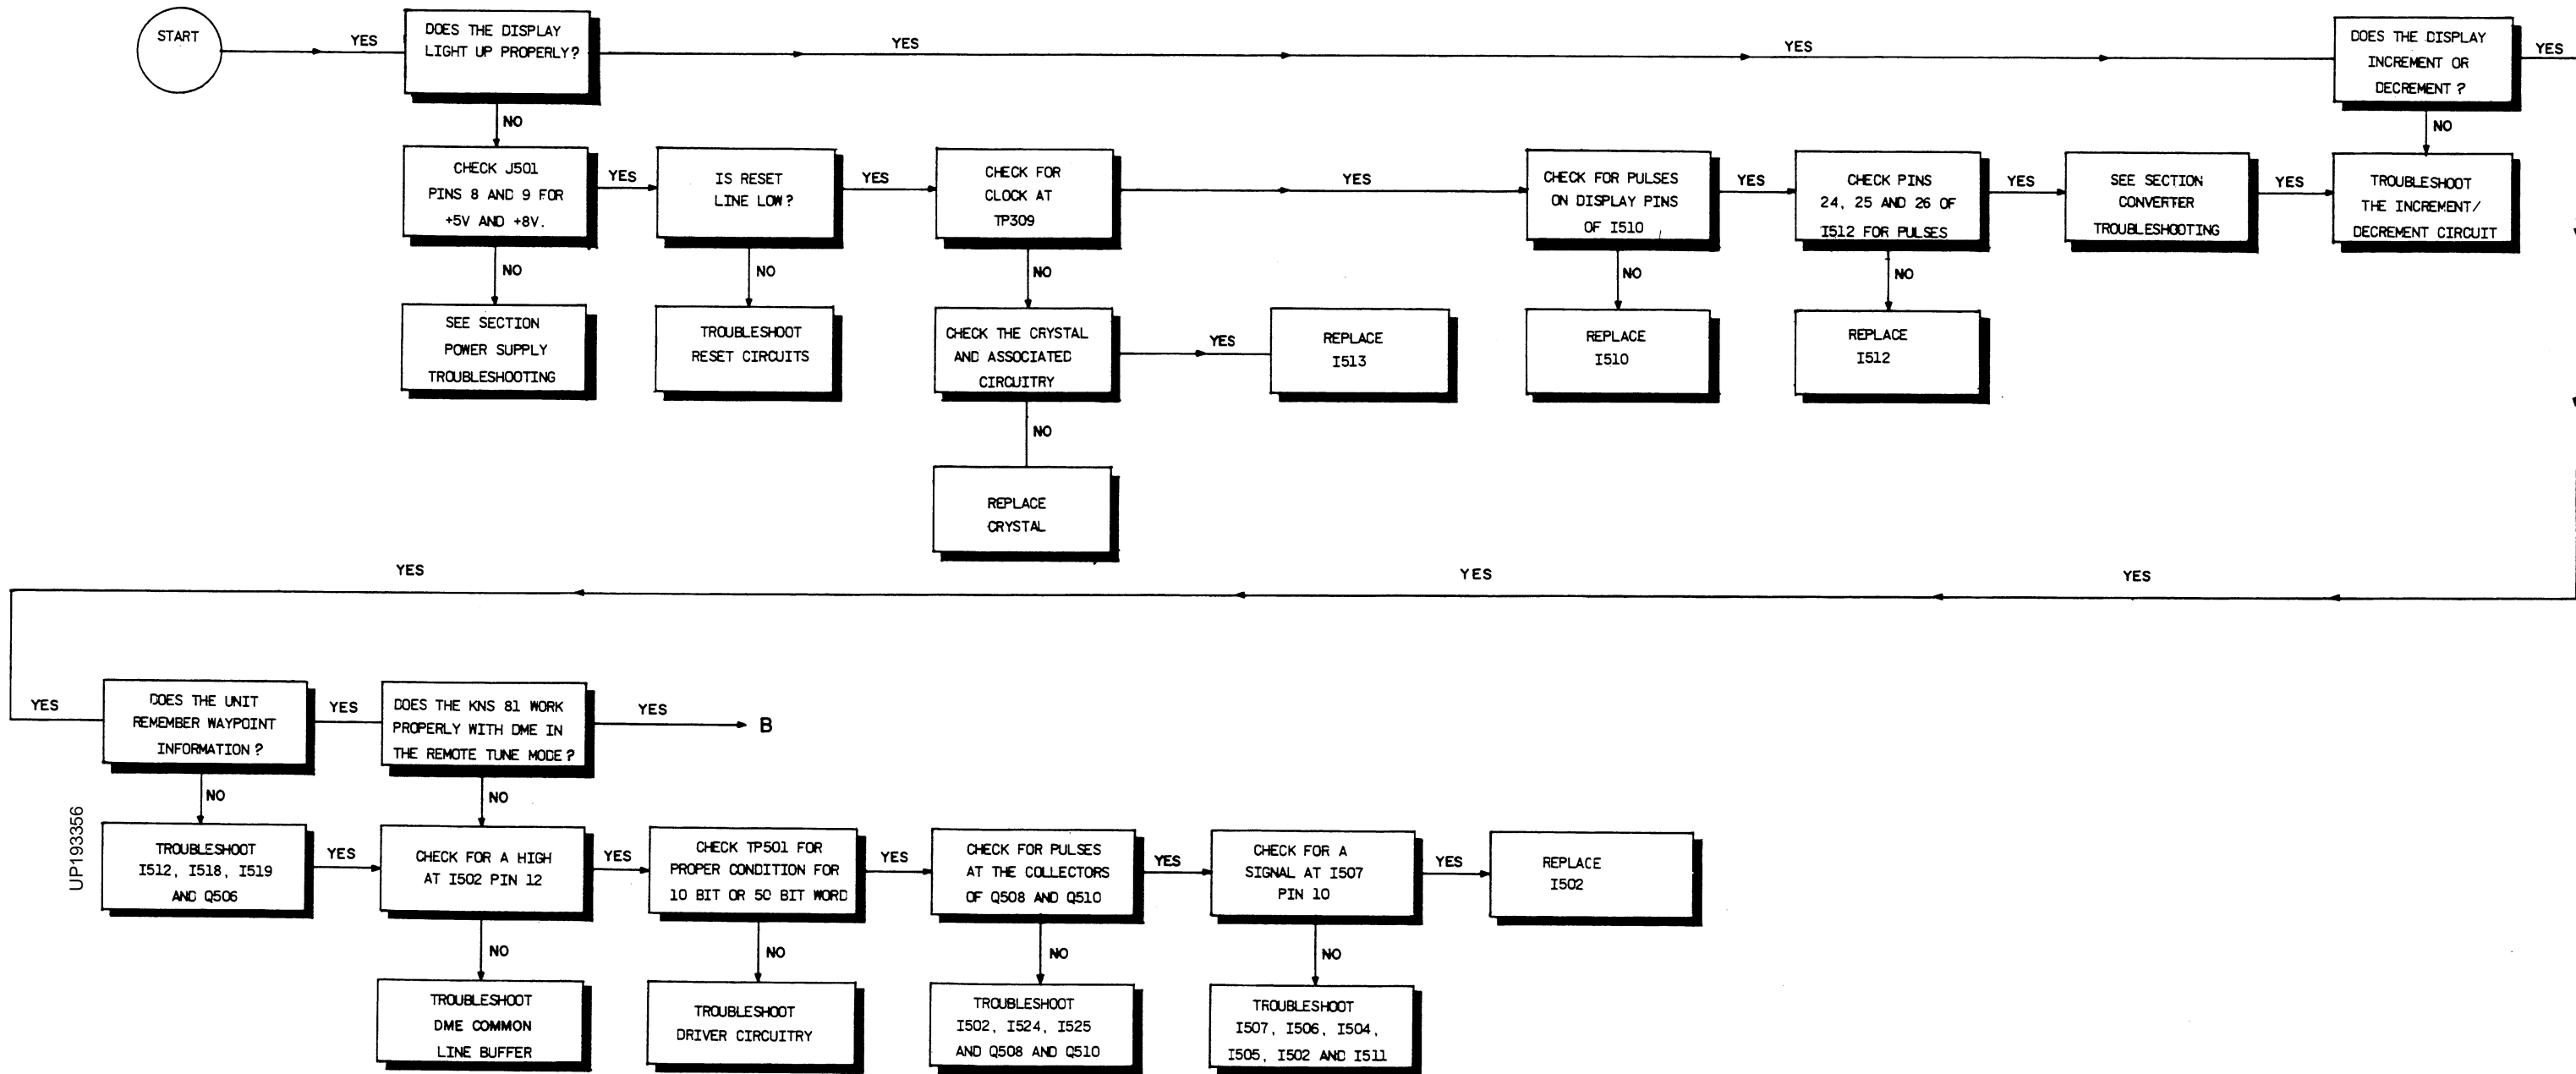 START
YES
DOES THE DISPLAY
LIGHT UP PROPERLY?
YES
YES
DOES THE DISPLAY
INCREMENT OR
DECREMENT ?
YES
NO
NO
CHECK J501
PINS 8 AND 9 FOR
+5V AND +8V.
YES
IS RESET
LINE LOW?
YES
CHECK FOR
CLOCK AT
TP309
YES
CHECK FOR PULSES
ON DISPLAY PINS
OF I510
YES
CHECK PINS
24, 25 AND 26 OF
I512 FOR PULSES
YES
SEE SECTION
CONVERTER
TROUBLESHOOTING
YES
TROUBLESHOOT
THE INCREMENT/
DECREMENT CIRCUIT
NO
NO
NO
NO
NO
SEE SECTION
POWER SUPPLY
TROUBLESHOOTING
TROUBLESHOOT
RESET CIRCUITS
CHECK THE CRYSTAL
AND ASSOCIATED
CIRCUITRY
YES
REPLACE
I513
REPLACE
I510
REPLACE
I512
NO
REPLACE
CRYSTAL
YES
YES
YES
YES
DOES THE UNIT
REMEMBER WAYPOINT
INFORMATION ?
YES
DOES THE KNS 81 WORK
PROPERLY WITH DME IN
THE REMOTE TUNE MODE?
YES
B
NO
NO
UP193356
TROUBLESHOOT
I512, I518, I519
AND Q506
YES
CHECK FOR A HIGH
AT I502 PIN 12
YES
CHECK TP501 FOR
PROPER CONDITION FOR
10 BIT OR 50 BIT WORD
YES
CHECK FOR PULSES
AT THE COLLECTORS
OF Q508 AND Q510
YES
CHECK FOR A
SIGNAL AT I507
PIN 10
YES
REPLACE
I502
NO
NO
NO
NO
TROUBLESHOOT
DME COMMON
LINE BUFFER
TROUBLESHOOT
DRIVER CIRCUITRY
TROUBLESHOOT
I502, I524, I525
AND Q508 AND Q510
TROUBLESHOOT
I507, I506, I504,
I505, I502 AND I511